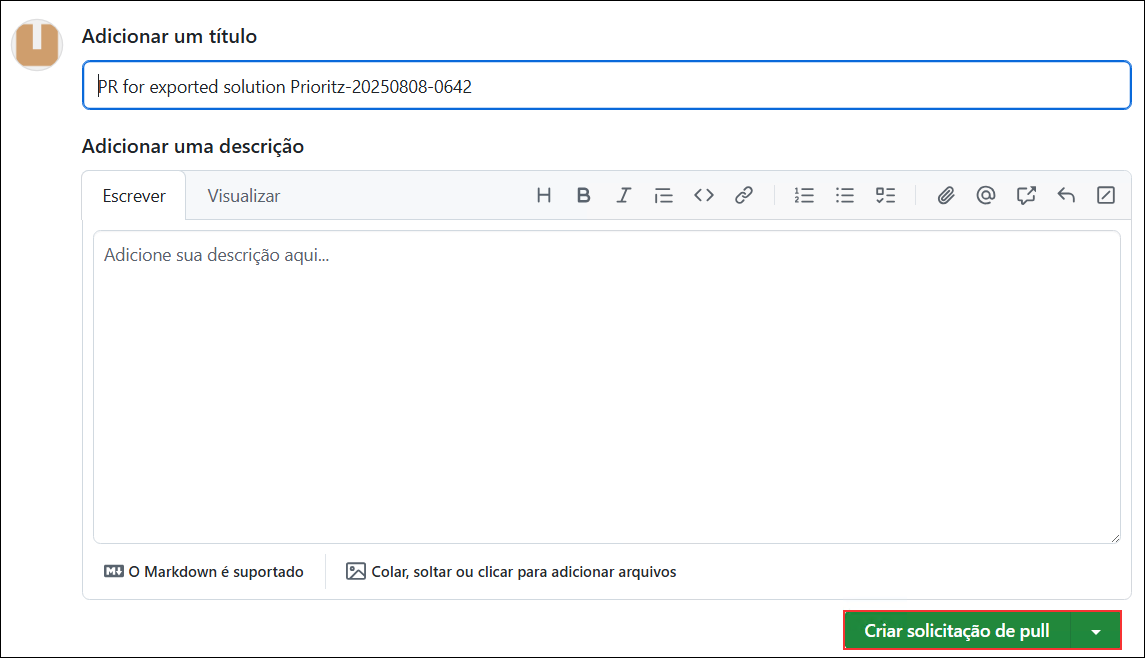 Adicionar um título
PR for exported solution Prioritz-20250808-0642
Adicionar uma descrição
Escrever
Visualizar
Adicione sua descrição aqui...
O Markdown é suportado
Colar, soltar ou clicar para adicionar arquivos
Criar solicitação de pull